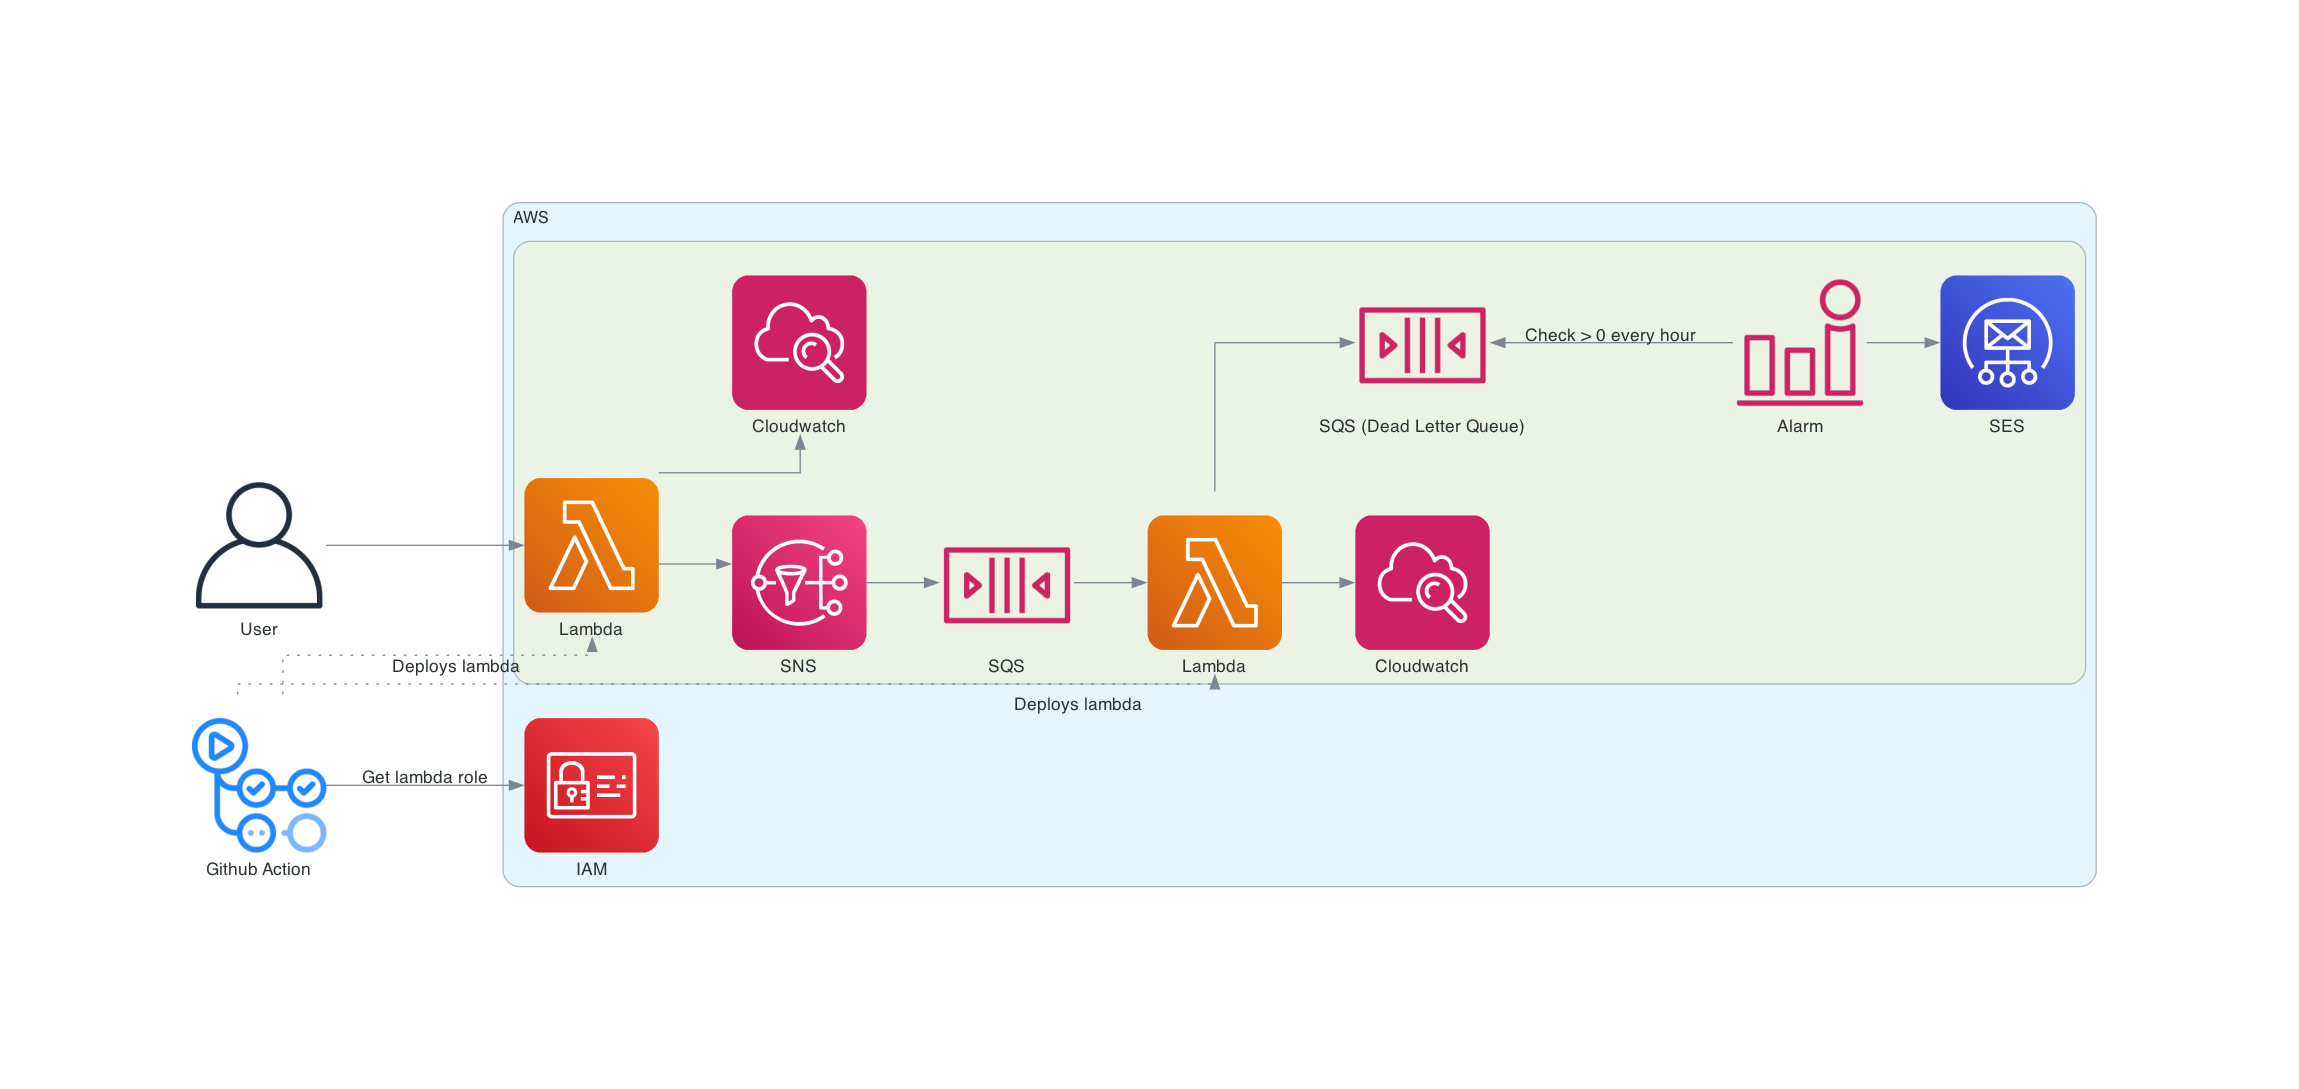 AWS
Cloudwatch
SQS (Dead Letter Queue)
Check > 0 every hour
Alarm
SES
User
Lambda
Deploys lambda
SNS
SQS
Lambda
Cloudwatch
Deploys lambda
Get lambda role
Github Action
IAM